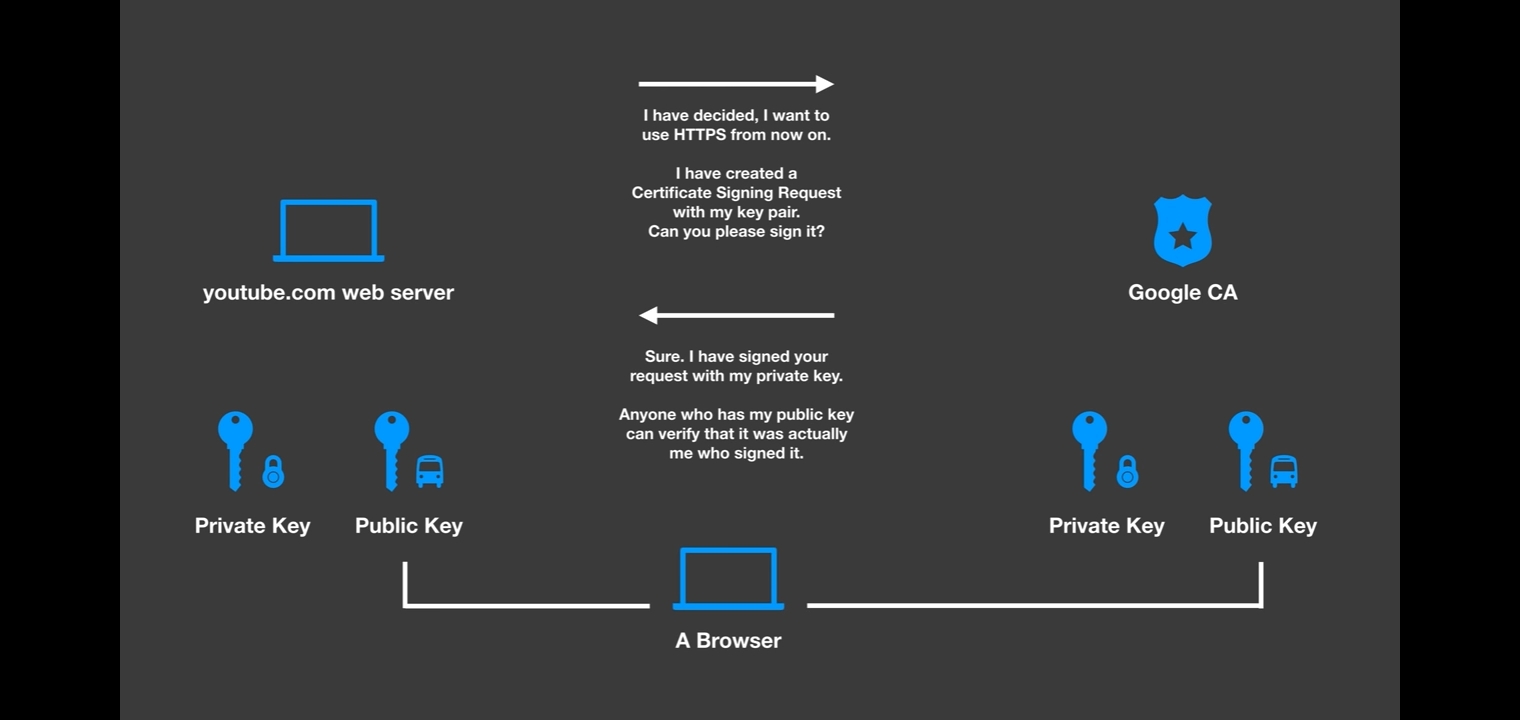 I have decided, I want to
use HTTPS from now on.
I have created a
Certificate Signing Request
with my key pair.
Can you please sign it?
youtube.com web server
Google CA
Sure. I have signed your
request with my private key.
Anyone who has my public key
can verify that it was actually
me who signed it.
Private Key
Public Key
Private Key
Public Key
A Browser